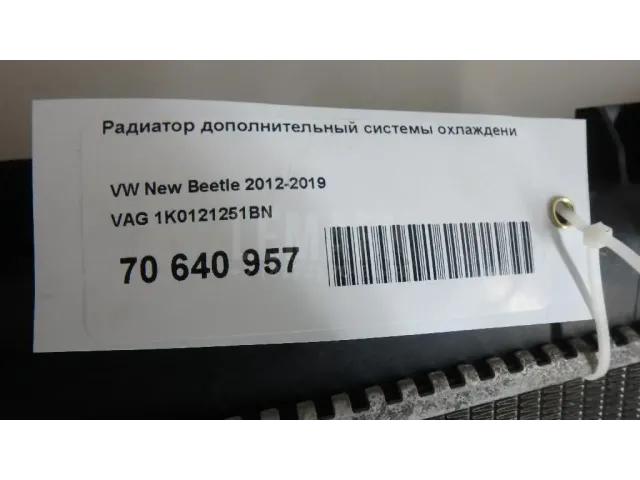 Радиатор дополнительный системы охлаждени
VW New Beetle 2012-2019
VAG 1K0121251BN
70 640 957